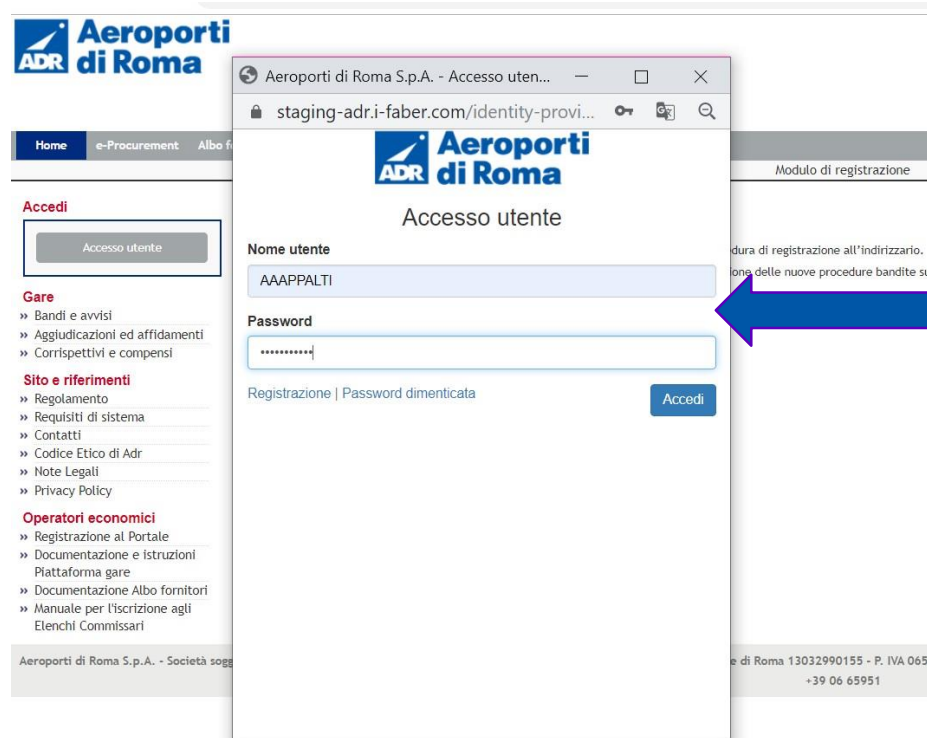 Aeroporti
ADR di Roma
Aeroporti di Roma S.p.A. - Accesso uten...
staging-adr.i-faber.com/identity-provi...
Aeroporti
ADR di Roma
Home e-Procurement Albo f
Modulo di registrazione
Accedi
Accesso utente
Accesso utente
Nome utente
AAAPPALTI
Password
•••••••••••
Registrazione | Password dimenticata
Accedi
dura di registrazione all'indirizzario.
ione delle nuove procedure bandite su
Gare
» Bandi e avvisi
» Aggiudicazioni ed affidamenti
» Corrispettivi e compensi
Sito e riferimenti
» Regolamento
» Requisiti di sistema
» Contatti
» Codice Etico di Adr
» Note Legali
» Privacy Policy
Operatori economici
» Registrazione al Portale
» Documentazione e istruzioni
Piattaforma gare
» Documentazione Albo fornitori
» Manuale per l'iscrizione agli
Elenchi Commissari
Aeroporti di Roma S.p.A. - Società sogg
e di Roma 13032990155 - P. IVA 065
+39 06 65951